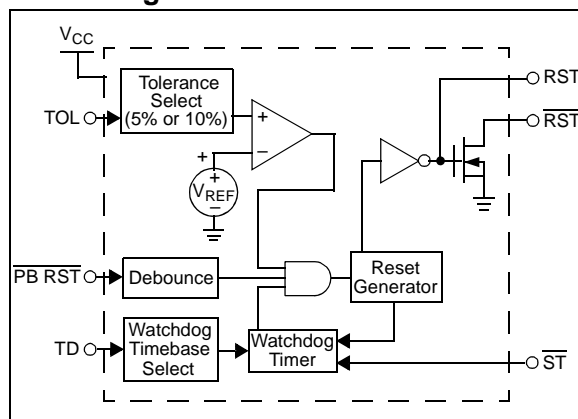 VCC
Tolerance
Select
(5% or 10%)
TOL
+
−
+
+
VREF
−
RST
RST
PB RST
Debounce
Reset
Generator
TD
Watchdog
Timebase
Select
Watchdog
Timer
ST